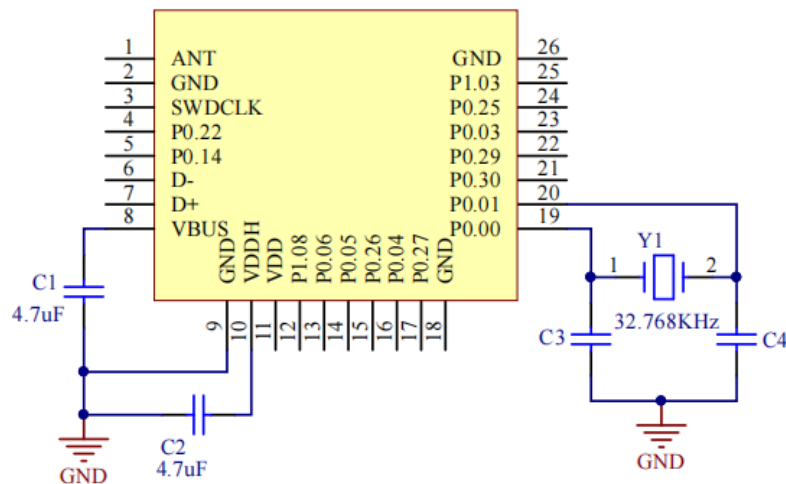 1 ANT
2 GND
3 SWDCLK
4 P0.22
5 P0.14
6 D-
7 D+
8 VBUS
GND 26
P1.03 25
P0.25 24
P0.03 23
P0.29 22
P0.30 21
P0.01 20
P0.00 19
GND 9
VDDH 10
VDD 11
P1.08 12
P0.06 13
P0.05 14
P0.26 15
P0.04 16
P0.27 17
GND 18
C1
4.7uF
C2
4.7uF
GND
Y1
1 2
32.768KHz
C3
C4
GND